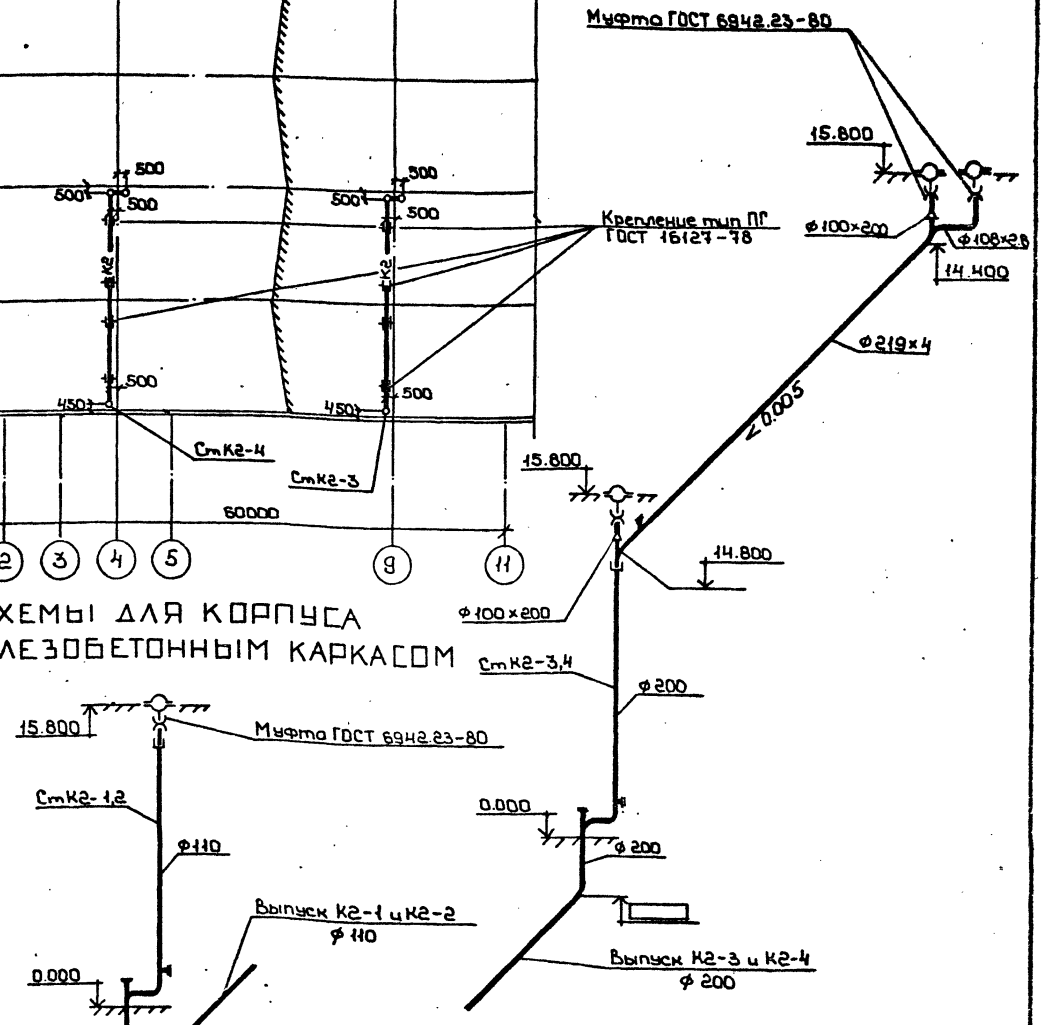 Муфта ГОСТ 6942.23-80
15.800
500
500
500
500
500
500
Крепление тип ПГ
ГОСТ 16127-78
ф100×200
ф108×2.8
14.400
К2
К2
ф219×4
< 0.005
500
450
500
450
СтК2-4
СтК2-3
15.800
60000
2
3
4
5
9
11
14.800
ХЕМЫ ДЛЯ КОРПУСА
ЛЕЗОБЕТОННЫМ КАРКАСОМ
ф100×200
СтК2-3,4
ф200
15.800
Муфта ГОСТ 6942.23-80
СтК2-1,2
ф110
0.000
ф200
Выпуск К2-1 и К2-2
ф110
Выпуск К2-3 и К2-4
ф200
0.000